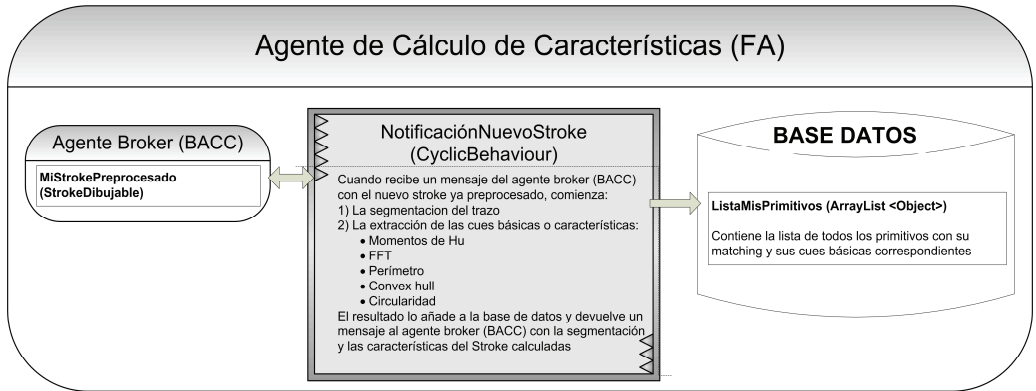 Agente de Cálculo de Características (FA)
Agente Broker (BACC)
MiStrokePreprocesado
(StrokeDibujable)
NotificaciónNuevoStroke
(CyclicBehaviour)
Cuando recibe un mensaje del agente broker (BACC)
con el nuevo stroke ya preprocesado, comienza:
1) La segmentacion del trazo
2) La extracción de las cues básicas o características:
• Momentos de Hu
• FFT
• Perímetro
• Convex hull
• Circularidad
El resultado lo añade a la base de datos y devuelve un
mensaje al agente broker (BACC) con la segmentación
y las características del Stroke calculadas
BASE DATOS
ListaMisPrimitivos (ArrayList <Object>)
Contiene la lista de todos los primitivos con su
matching y sus cues básicas correspondientes